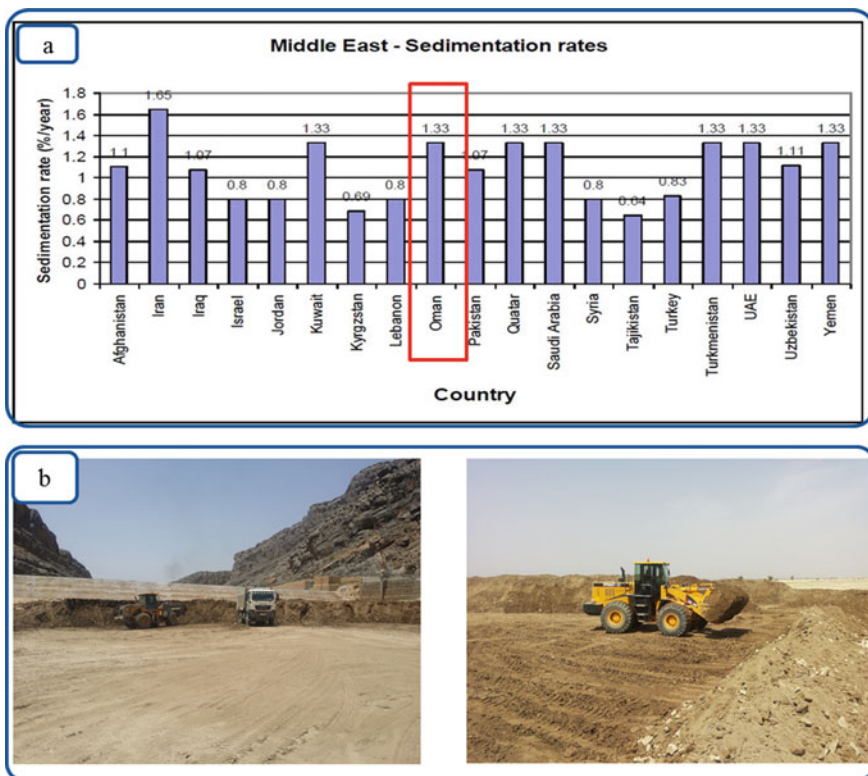 a
Middle East - Sedimentation rates
Sedimentation rate (%/year)
1.8
1.6
1.4
1.2
1
0.8
0.6
0.4
0.2
0
1.1
1.65
1.07
0.8
0.8
1.33
0.69
0.8
1.33
1.07
1.33
1.33
0.8
0.64
0.83
1.33
1.33
1.11
1.33
Afghanistan
Iran
Iraq
Israel
Jordan
Kuwait
Kyrgzstan
Lebanon
Oman
Pakistan
Quatar
Saudi Arabia
Syria
Tajikistan
Turkey
Turkmenistan
UAE
Uzbekistan
Yemen
Country
b